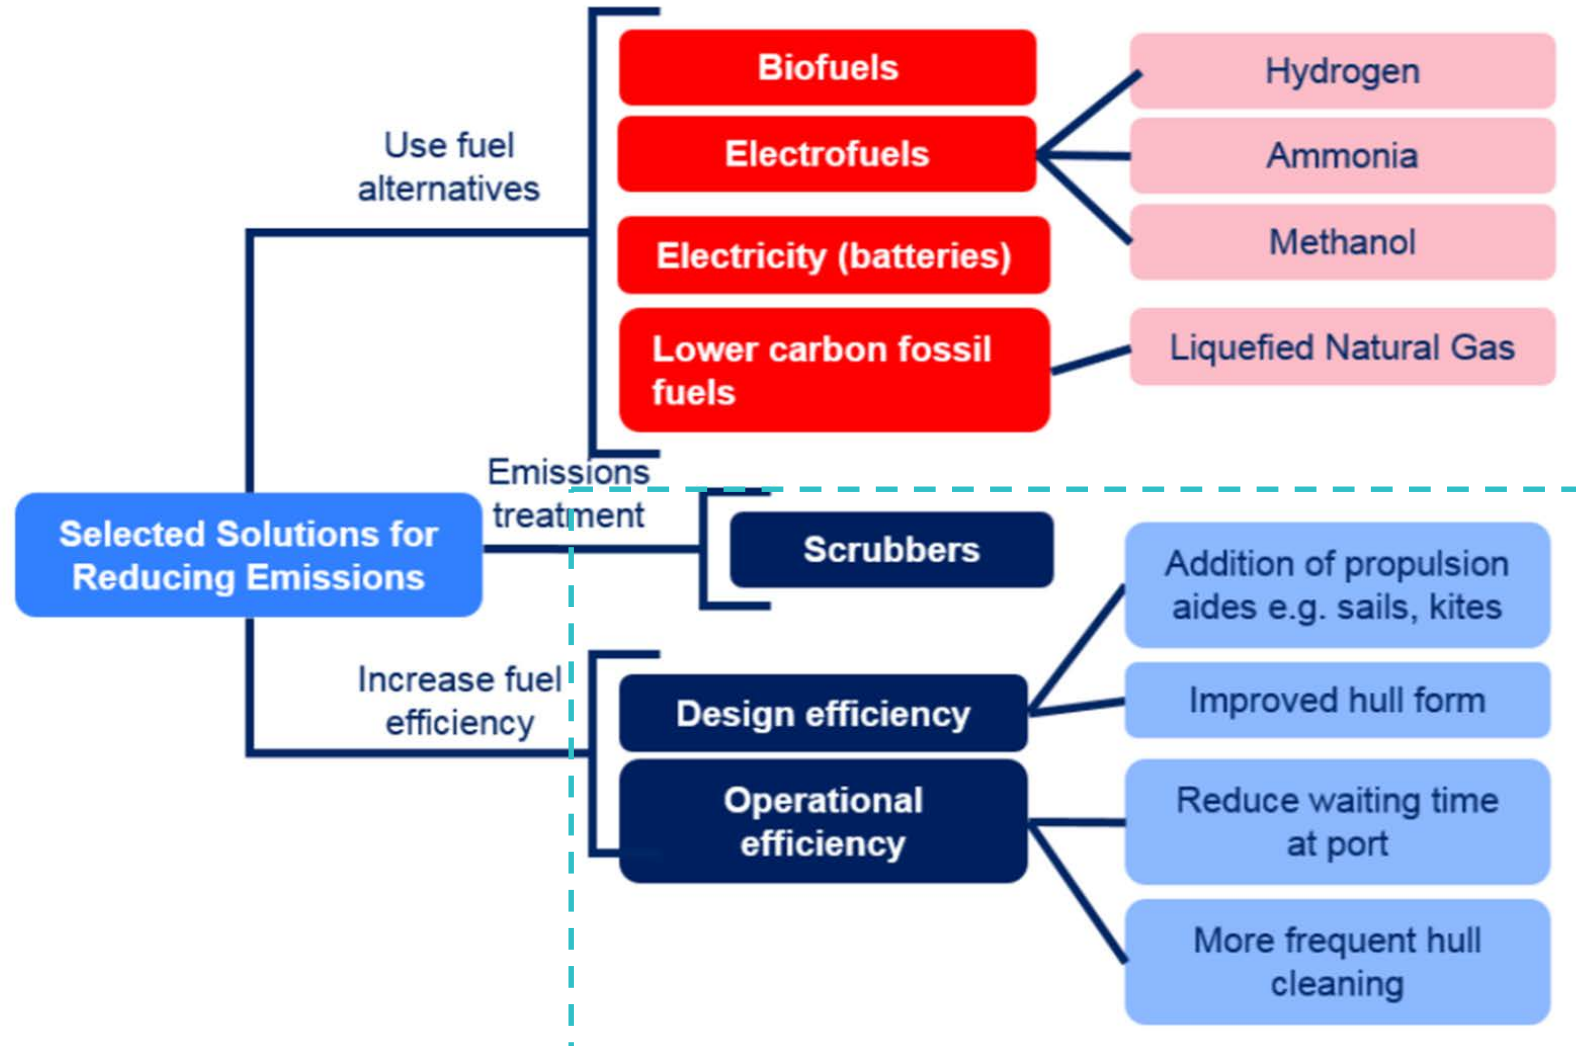 Biofuels
Hydrogen
Use fuel
alternatives
Electrofuels
Ammonia
Methanol
Electricity (batteries)
Lower carbon fossil
fuels
Liquefied Natural Gas
Emissions
treatment
Selected Solutions for
Reducing Emissions
Scrubbers
Addition of propulsion
aides e.g. sails, kites
Increase fuel
efficiency
Design efficiency
Improved hull form
Operational
efficiency
Reduce waiting time
at port
More frequent hull
cleaning